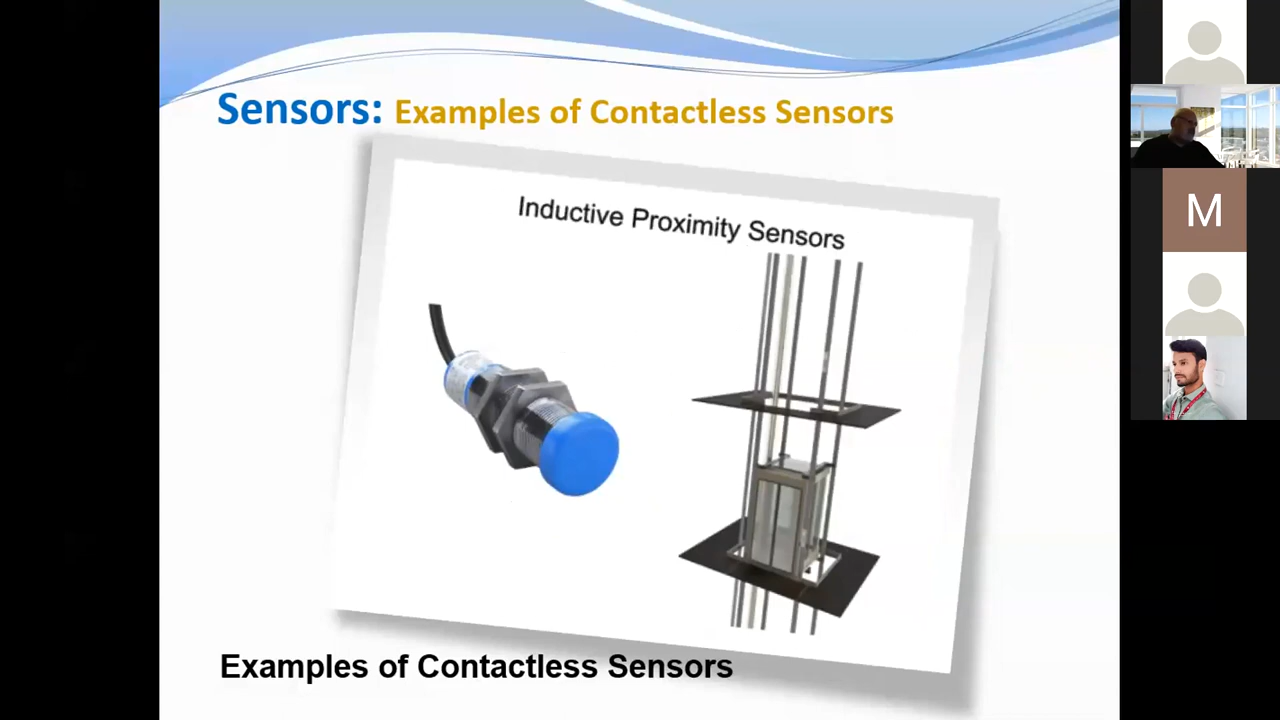 Sensors: Examples of Contactless Sensors
Inductive Proximity Sensors
Examples of Contactless Sensors
M